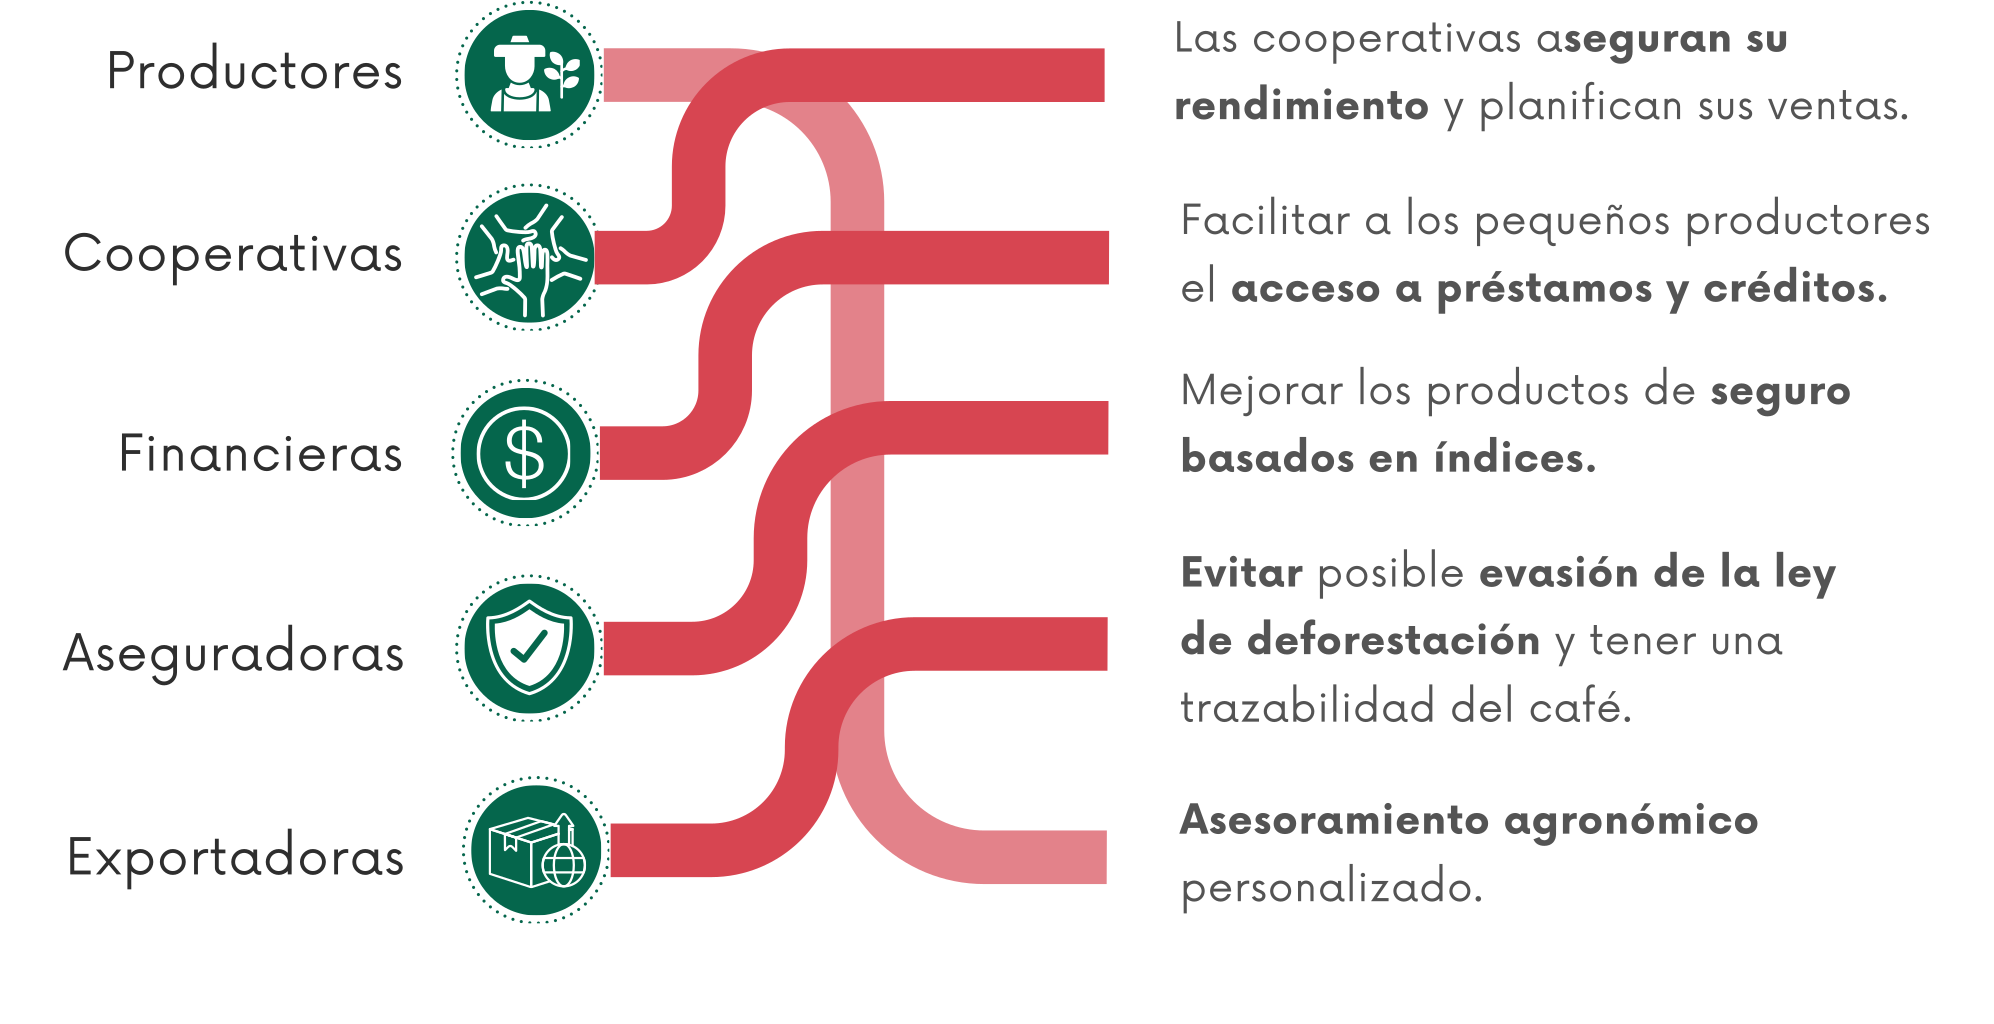 Productores
Las cooperativas aseguran su
rendimiento y planifican sus ventas.
Cooperativas
Facilitar a los pequeños productores
el acceso a préstamos y créditos.
Financieras
Mejorar los productos de seguro
basados en índices.
Aseguradoras
Evitar posible evasión de la ley
de deforestación y tener una
trazabilidad del café.
Exportadoras
Asesoramiento agronómico
personalizado.